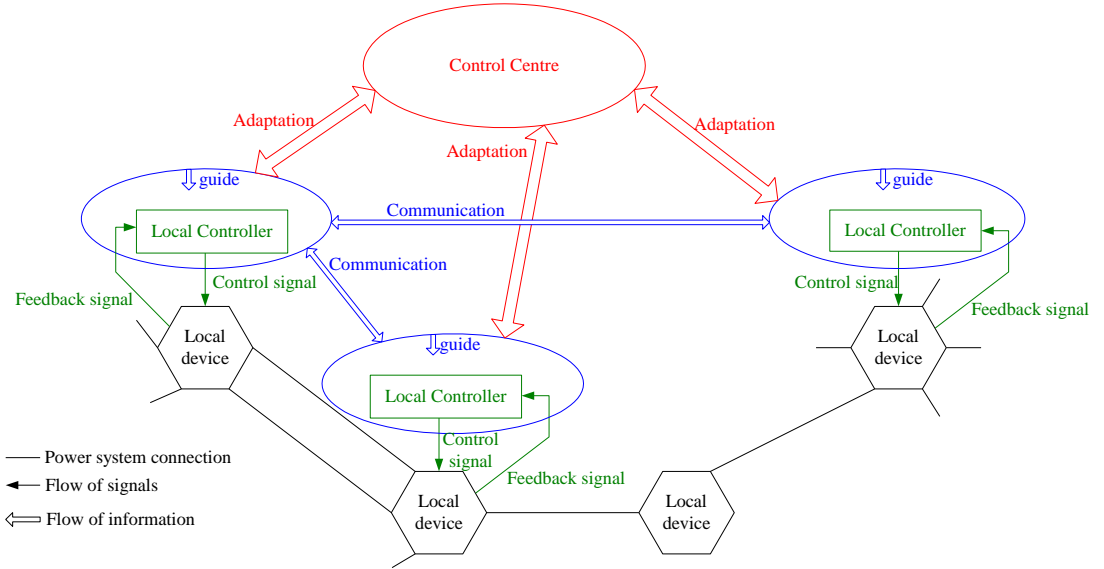 Control Centre
Adaptation
Adaptation
Adaptation
guide
guide
Communication
Local Controller
Local Controller
Communication
Control signal
Control signal
Feedback signal
Feedback signal
Local
device
Local
device
guide
Local Controller
Control
signal
Feedback signal
Power system connection
Flow of signals
Flow of information
Local
device
Local
device